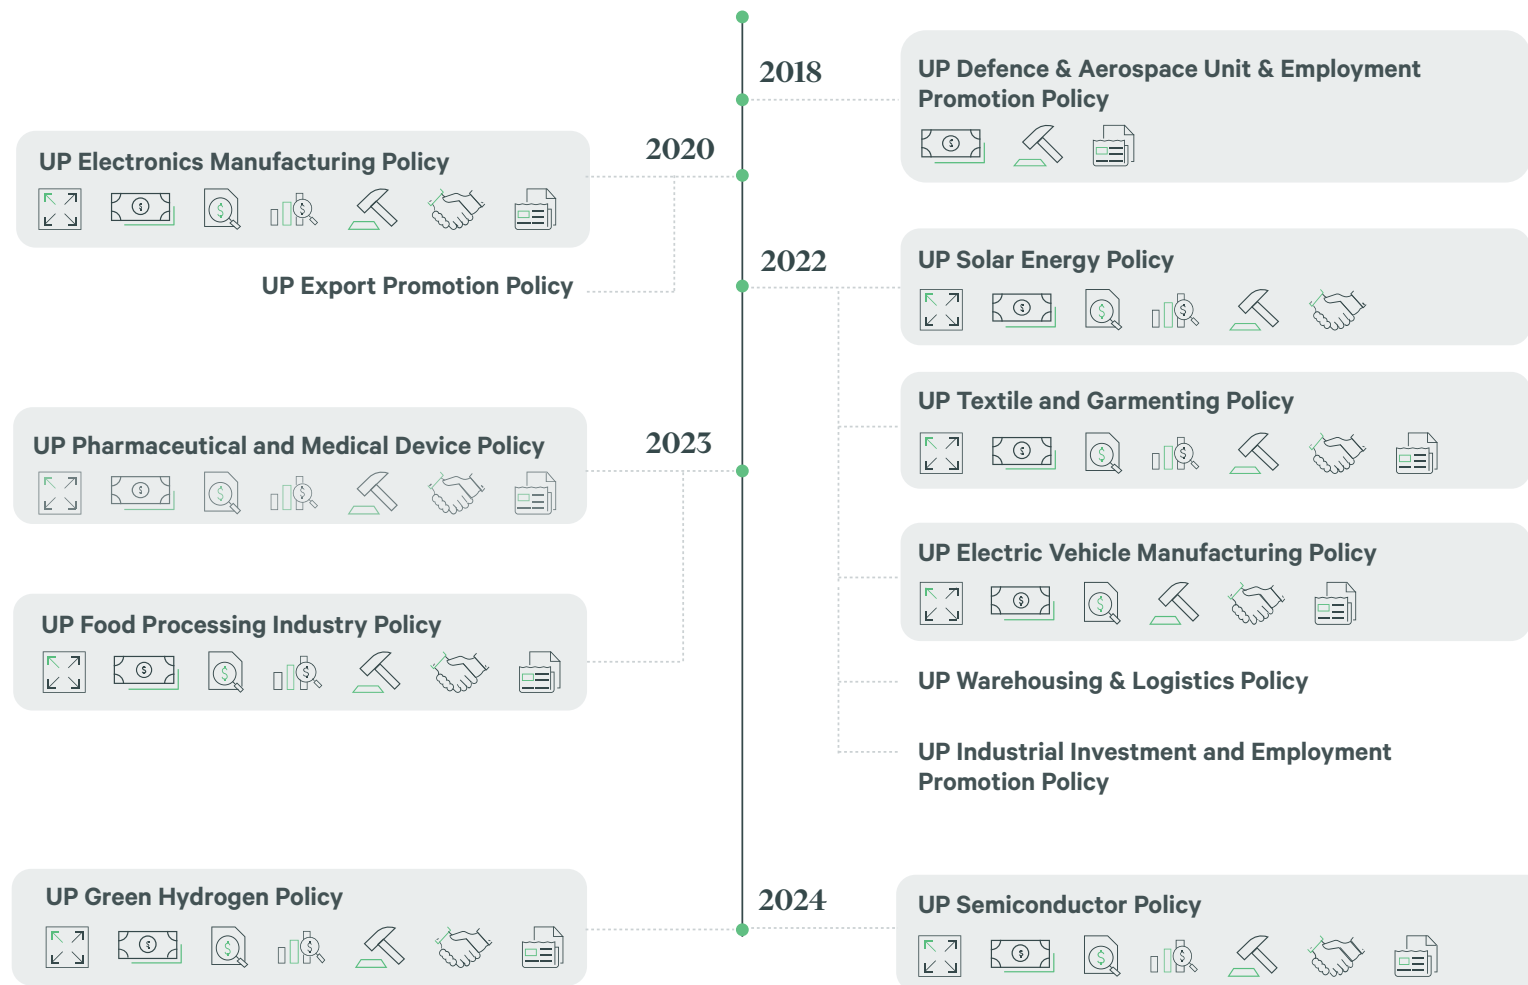 2018
UP Defence & Aerospace Unit & Employment
Promotion Policy
2020
UP Electronics Manufacturing Policy
UP Export Promotion Policy
2022
UP Solar Energy Policy
UP Textile and Garmenting Policy
UP Electric Vehicle Manufacturing Policy
UP Warehousing & Logistics Policy
UP Industrial Investment and Employment
Promotion Policy
2023
UP Pharmaceutical and Medical Device Policy
UP Food Processing Industry Policy
2024
UP Green Hydrogen Policy
UP Semiconductor Policy